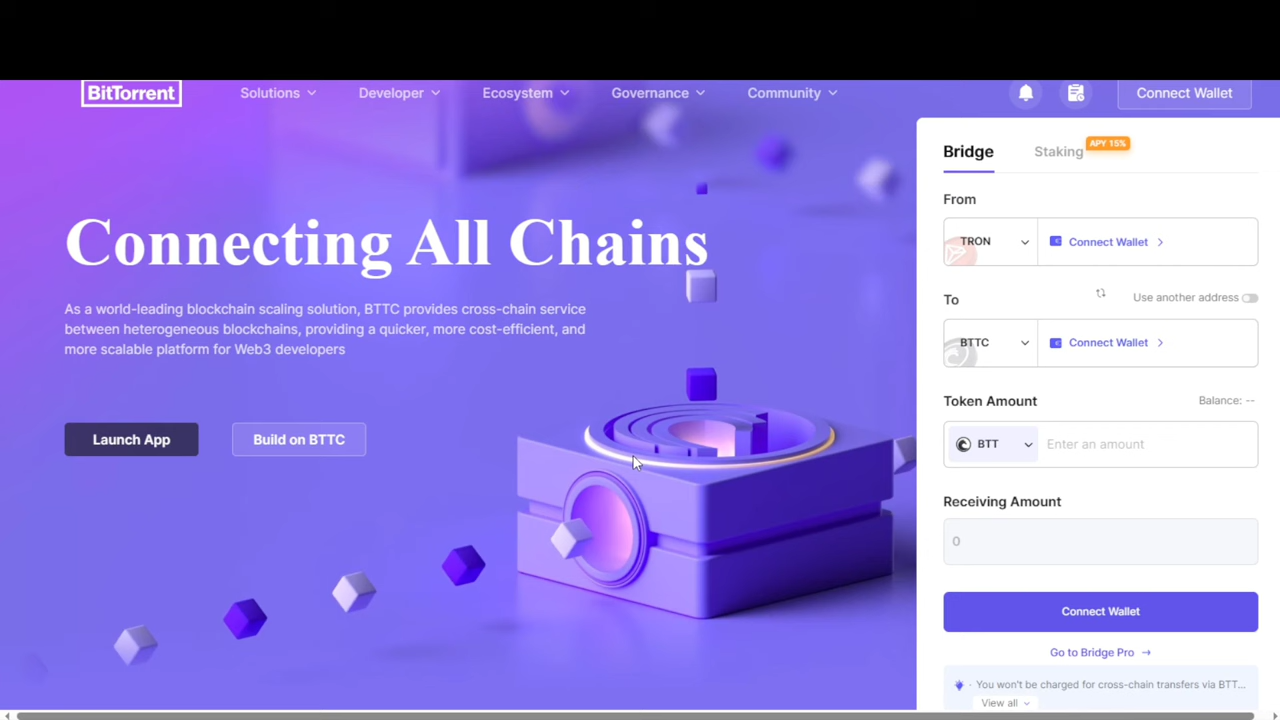 BitTorrent
Solutions
Developer
Ecosystem
Governance
Community
Connect Wallet
Connecting All Chains
As a world-leading blockchain scaling solution, BTTC provides cross-chain service
between heterogeneous blockchains, providing a quicker, more cost-efficient, and
more scalable platform for Web3 developers
Launch App
Build on BTTC
Bridge
Staking
APY 15%
From
TRON
Connect Wallet
To
Use another address
BTTC
Connect Wallet
Token Amount
Balance: --
BTT
Enter an amount
Receiving Amount
0
Connect Wallet
Go to Bridge Pro →
· You won't be charged for cross-chain transfers via BTT...
View all